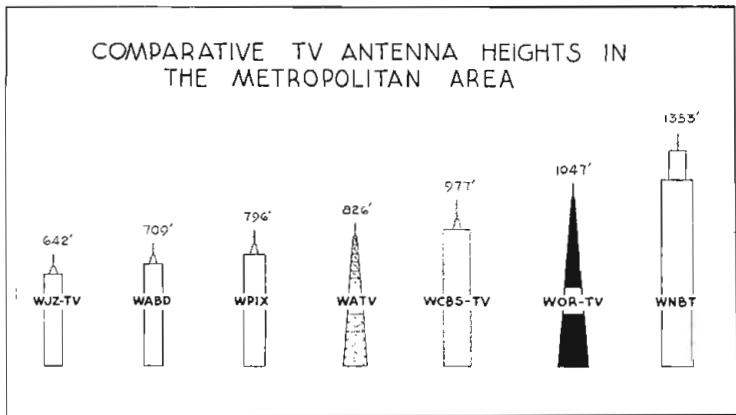 COMPARATIVE TV ANTENNA HEIGHTS IN
THE METROPOLITAN AREA
642' 709' 796' 826' 977' 1047' 1353'
WJZ-TV WABD WPIX WATV WCBS-TV WOR-TV WNBT